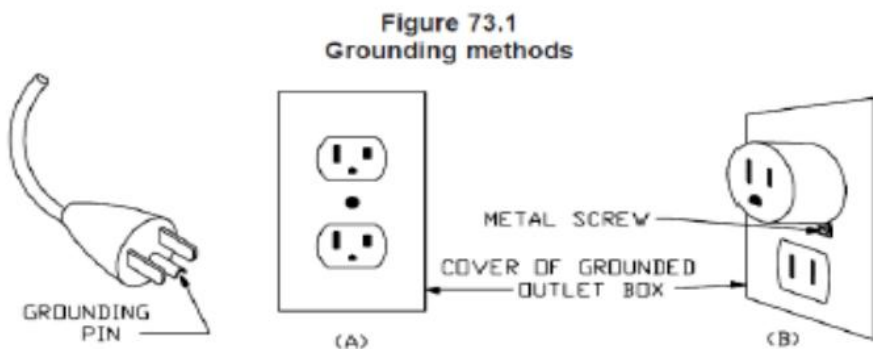 Figure 73.1
Grounding methods
METAL SCREW
COVER OF GROUNDED
OUTLET BOX
GROUNDING
PIN
(A)
(B)